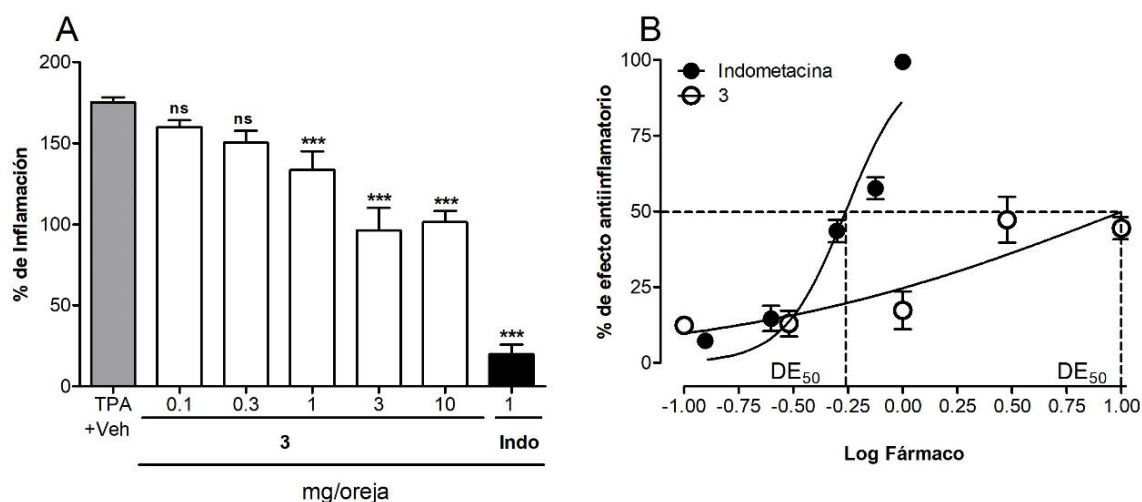 A
% de Inflamación
200
150
100
50
0
ns
ns
***
***
***
***
TPA
+Veh
0.1
0.3
1
3
10
1
3
Indo
mg/oreja
B
% de efecto antiinflamatorio
100
75
50
25
0
Indometacina
3
DE50
DE50
-1.00
-0.75
-0.50
-0.25
0.00
0.25
0.50
0.75
1.00
Log Fármaco